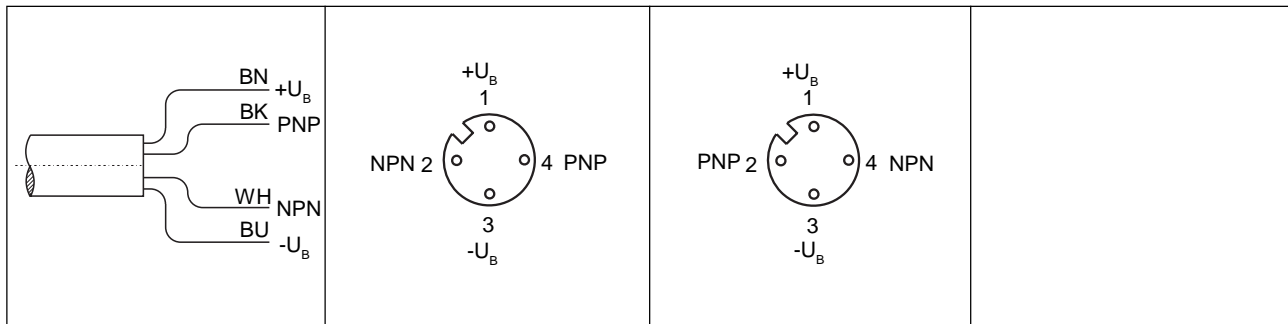 BN +U_B
BK PNP
WH NPN
BU -U_B
+U_B
1
NPN 2
4 PNP
3
-U_B
+U_B
1
PNP 2
4 NPN
3
-U_B